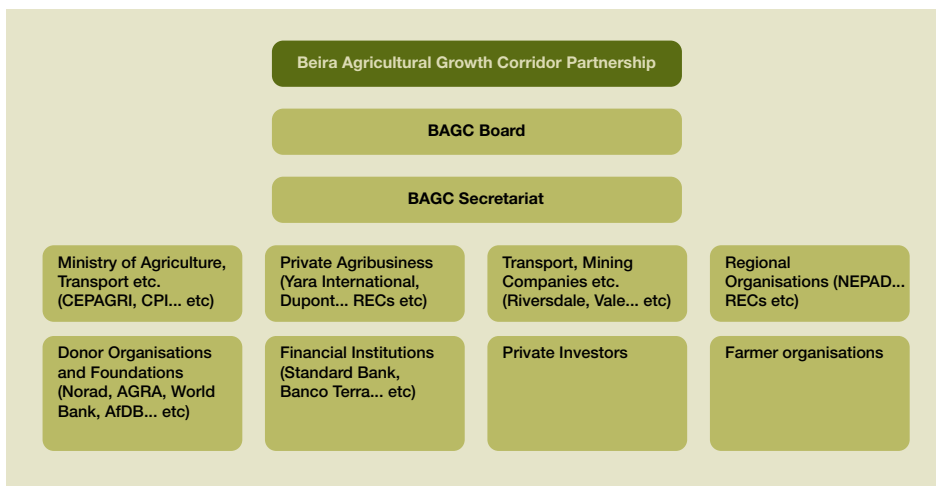 Beira Agricultural Growth Corridor Partnership
BAGC Board
BAGC Secretariat
Ministry of Agriculture,
Transport etc.
(CEPAGRI, CPI... etc)
Private Agribusiness
(Yara International,
Dupont... RECs etc)
Transport, Mining
Companies etc.
(Riversdale, Vale... etc)
Regional
Organisations (NEPAD...
RECs etc)
Donor Organisations
and Foundations
(Norad, AGRA, World
Bank, AfDB... etc)
Financial Institutions
(Standard Bank,
Banco Terra... etc)
Private Investors
Farmer organisations